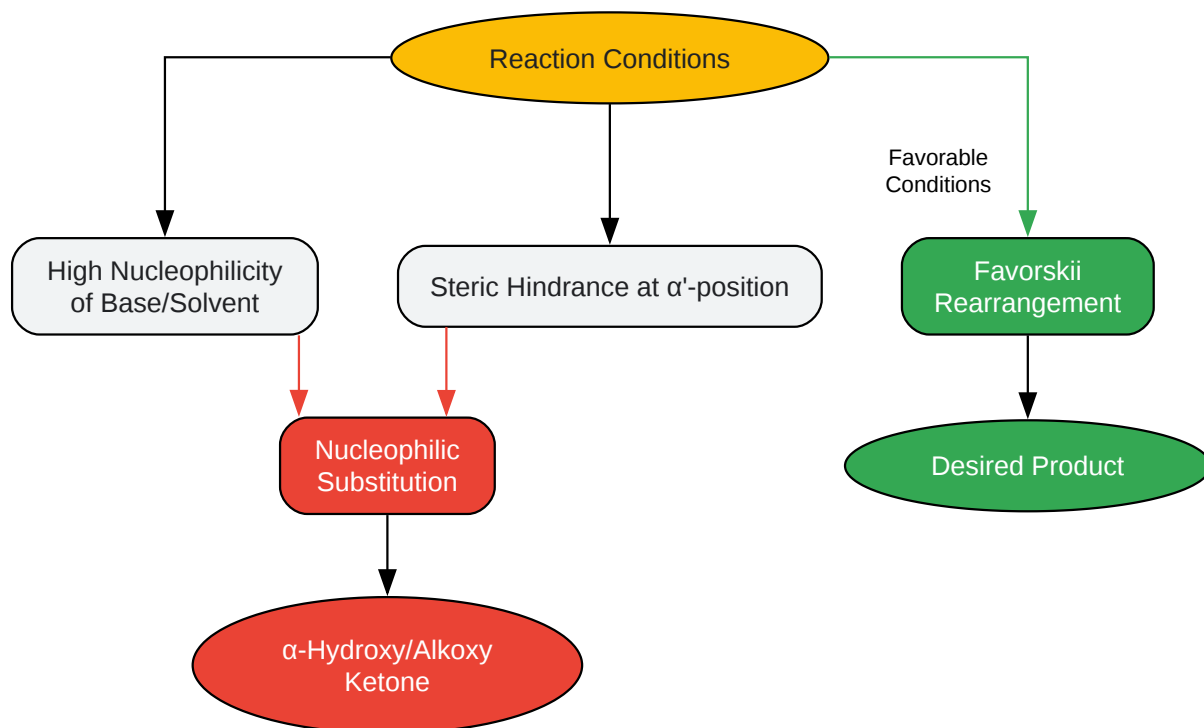 Reaction Conditions
Favorable
Conditions
High Nucleophilicity
of Base/Solvent
Steric Hindrance at α'-position
Favorskii
Rearrangement
Nucleophilic
Substitution
Desired Product
α-Hydroxy/Alkoxy
Ketone